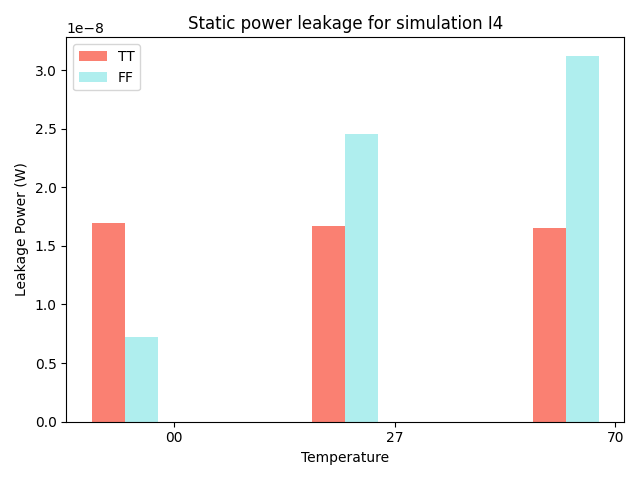 Static power leakage for simulation I4
1e−8
TT
FF
3.0
2.5
2.0
1.5
1.0
0.5
0.0
Leakage Power (W)
00
27
70
Temperature